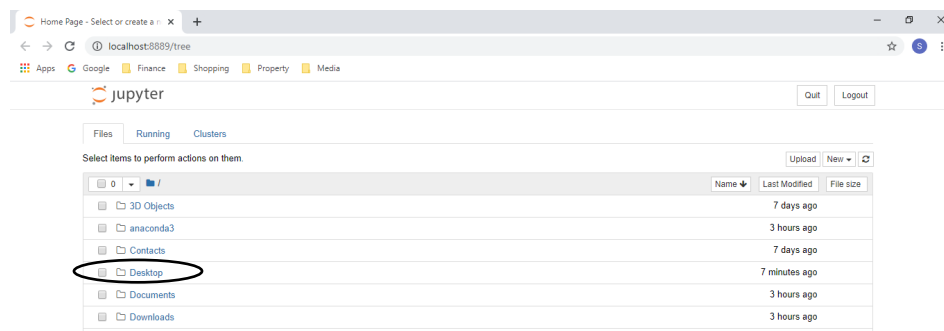 Home Page - Select or create a n
localhost:8889/tree
S
Apps G Google Finance Shopping Property Media
jupyter Quit Logout
Files Running Clusters
Select items to perform actions on them. Upload New
0 / Name Last Modified File size
3D Objects 7 days ago
anaconda3 3 hours ago
Contacts 7 days ago
Desktop 7 minutes ago
Documents 3 hours ago
Downloads 3 hours ago